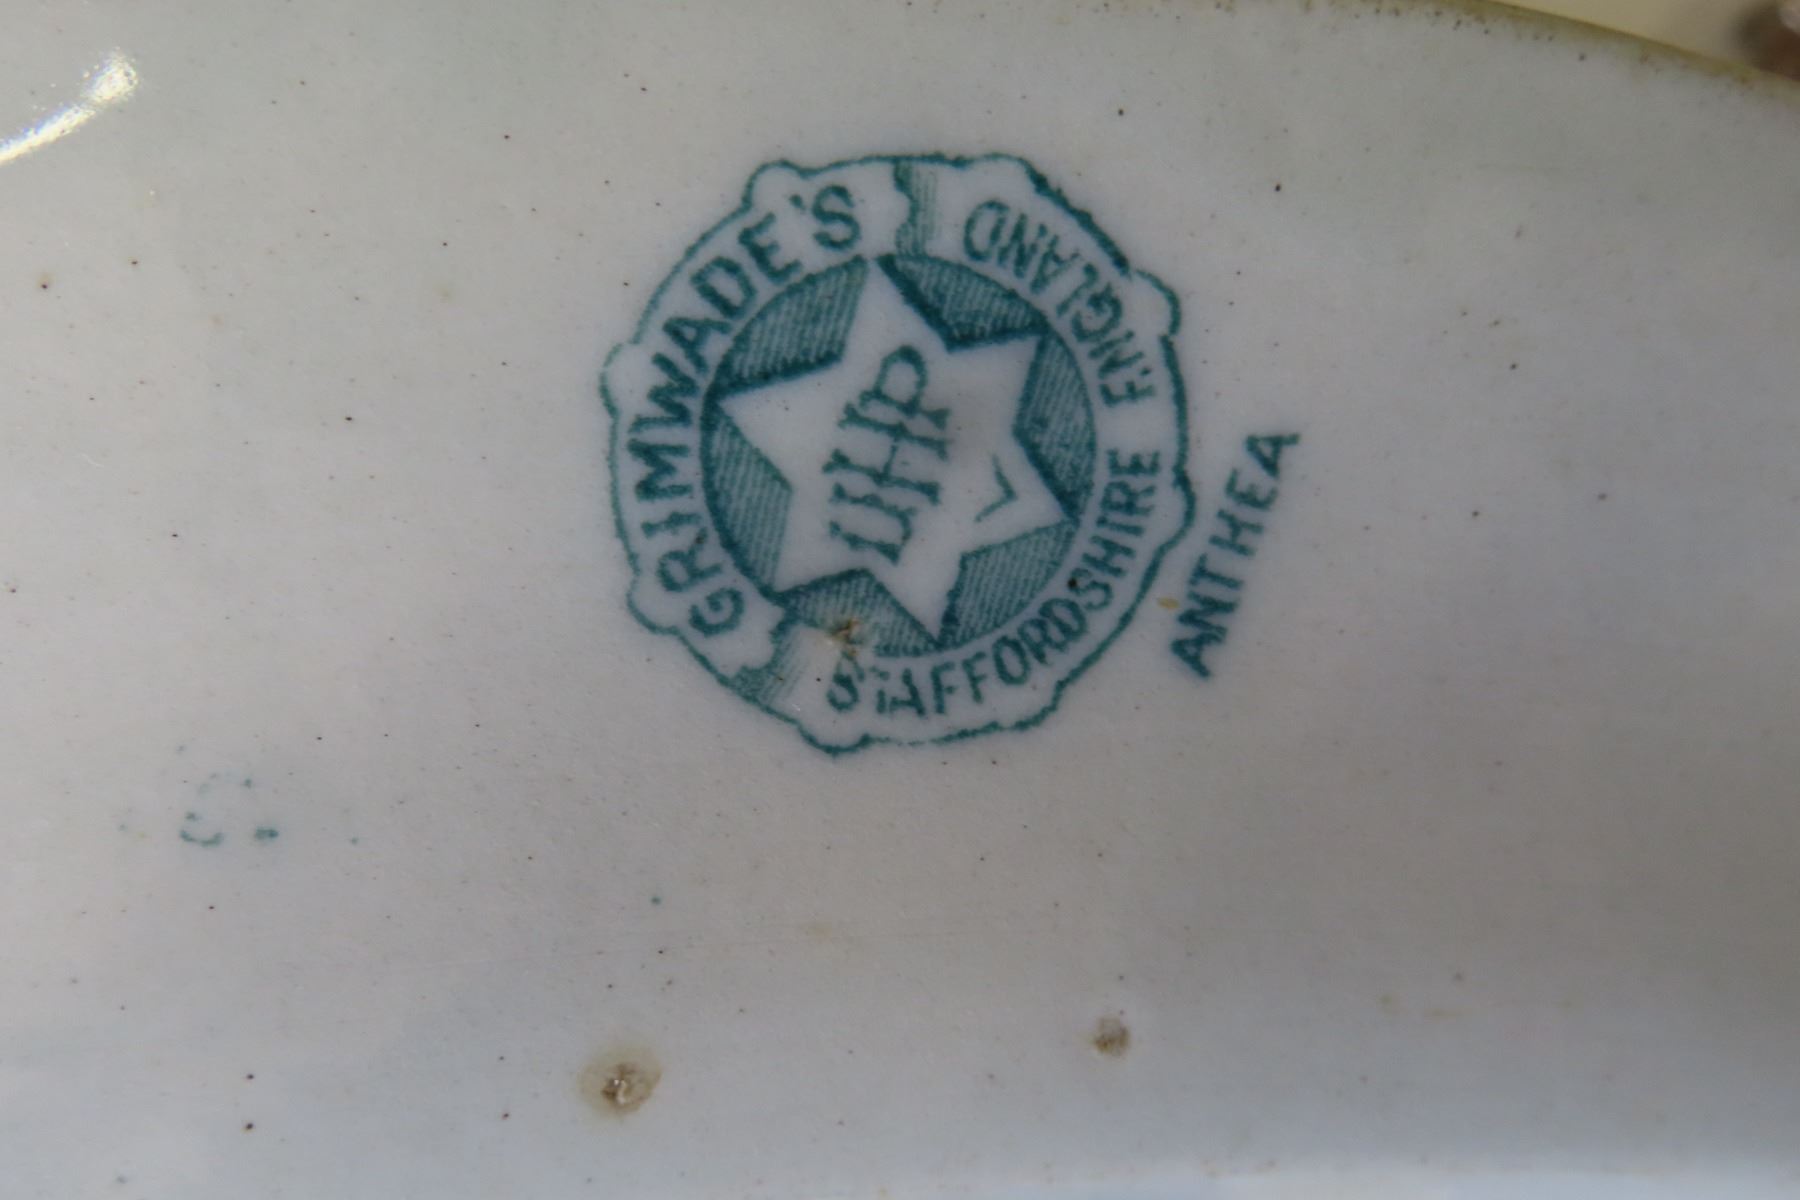 GRIMWADE'S
UHP
STAFFORDSHIRE ENGLAND
ANTHEA